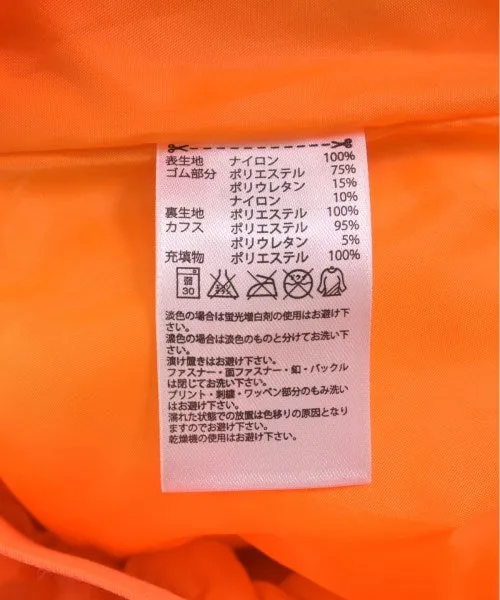 表生地 ナイロン 100%
ゴム部分 ポリエステル 75%
ポリウレタン 15%
ナイロン 10%
裏生地 ポリエステル 100%
カフス ポリエステル 95%
ポリウレタン 5%
充填物 ポリエステル 100%
弱
30
エンソ サラシ
淡色の場合は蛍光増白剤の使用はお避け下
さい。
濃色の場合は淡色のものと分けてお洗い下
さい。
漬け置きはお避け下さい。
ファスナー・面ファスナー・釦・バックル
は閉じてお洗い下さい。
プリント・刺繍・ワッペン部分のもみ洗い
はお避け下さい。
濡れた状態での放置は色移りの原因となり
ますのでお避け下さい。
乾燥機の使用はお避け下さい。